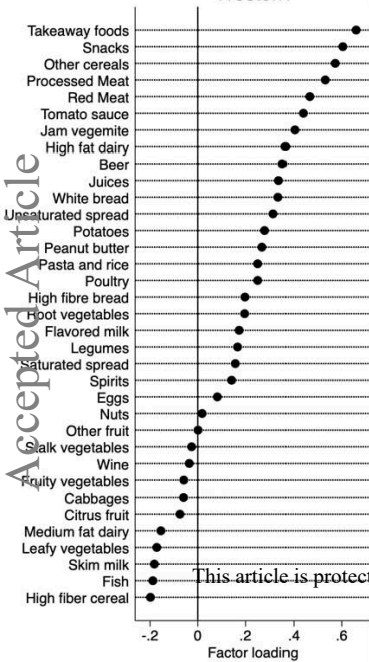 Takeaway foods
Snacks
Other cereals
Processed Meat
Red Meat
Tomato sauce
Jam vegemite
High fat dairy
Beer
Juices
White bread
Unsaturated spread
Potatoes
Peanut butter
Pasta and rice
Poultry
High fibre bread
Root vegetables
Flavored milk
Legumes
Saturated spread
Spirits
Eggs
Nuts
Other fruit
Stalk vegetables
Wine
Fruity vegetables
Cabbages
Citrus fruit
Medium fat dairy
Leafy vegetables
Skim milk
Fish
High fiber cereal
-.2 0 .2 .4 .6
Factor loading
Accepted Article
This article is protect